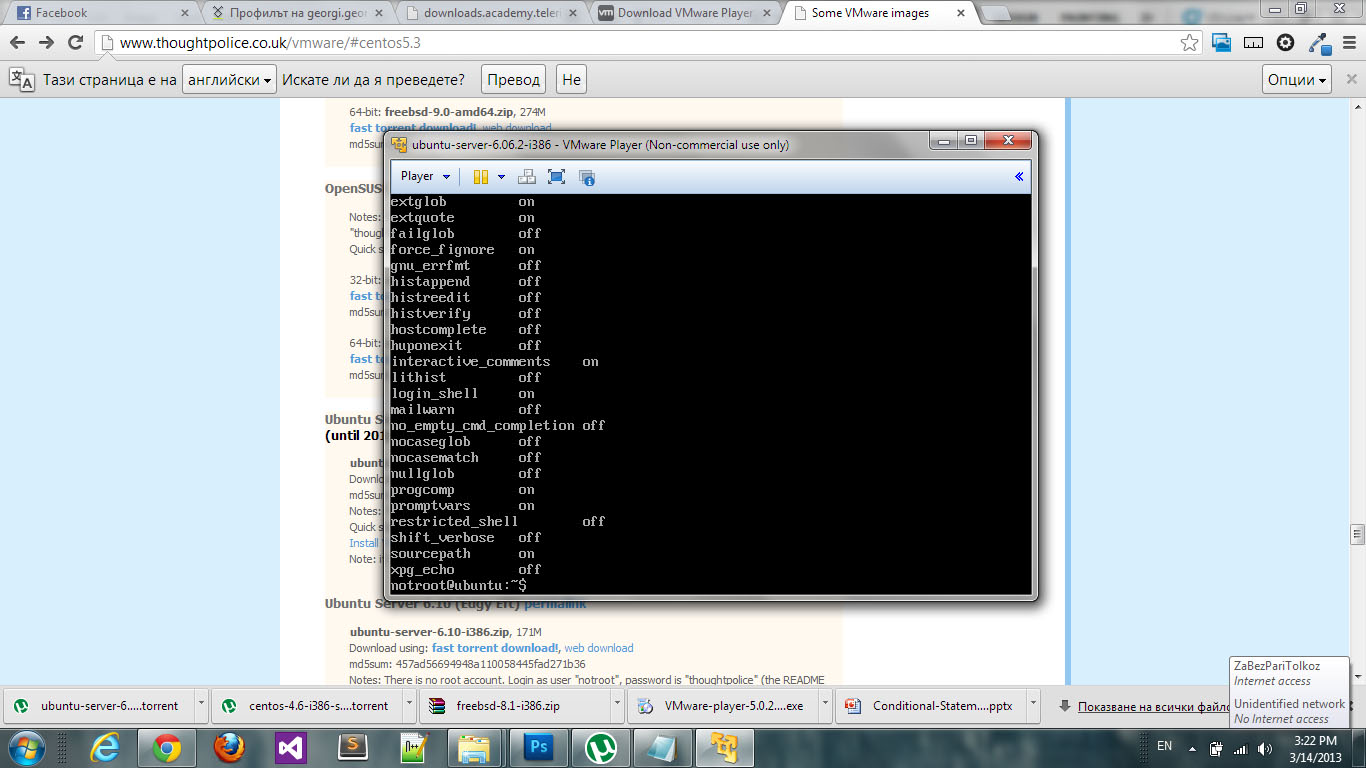 Facebook
Профилът на georgi.geor
downloads.academy.teleri
vm Download VMware Player
Some VMware images
www.thoughtpolice.co.uk/vmware/#centos5.3
Тази страница е на английски Искате ли да я преведете? Превод Не Опции
64-bit: freebsd-9.0-amd64.zip, 274M
fast torrent download!, web download
md5sum
OpenSUS
Notes:
"though
Quick s
32-bit:
fast to
md5sum
64-bit:
fast to
md5sum
Ubuntu Se
(until 201
ubunt
Downlo
md5sum
Notes:
Quick s
Install
Note: i
ubuntu-server-6.06.2-i386 - VMware Player (Non-commercial use only)
Player
extglob on
extquote on
failglob off
force_fignore on
gnu_errfmt off
histappend off
histreedit off
histverify off
hostcomplete off
huponexit off
interactive_comments on
lithist off
login_shell on
mailwarn off
no_empty_cmd_completion off
nocaseglob off
nocasematch off
nullglob off
progcomp on
promptvars on
restricted_shell off
shift_verbose off
sourcepath on
xpg_echo off
notroot@ubuntu:~$
Ubuntu Server 6.10 (Edgy Eft) permalink
ubuntu-server-6.10-i386.zip, 171M
Download using: fast torrent download!, web download
md5sum: 457ad56694948a110058445fad271b36
Notes: There is no root account. Login as user "notroot", password is "thoughtpolice" (the README
ZaBezPariTolkoz
Internet access
Unidentified network
No Internet access
ubuntu-server-6.....torrent
centos-4.6-i386-s....torrent
freebsd-8.1-i386.zip
VMware-player-5.0.2....exe
Conditional-Statem....pptx
Показване на всички файло
Ps
EN
3:22 PM
3/14/2013